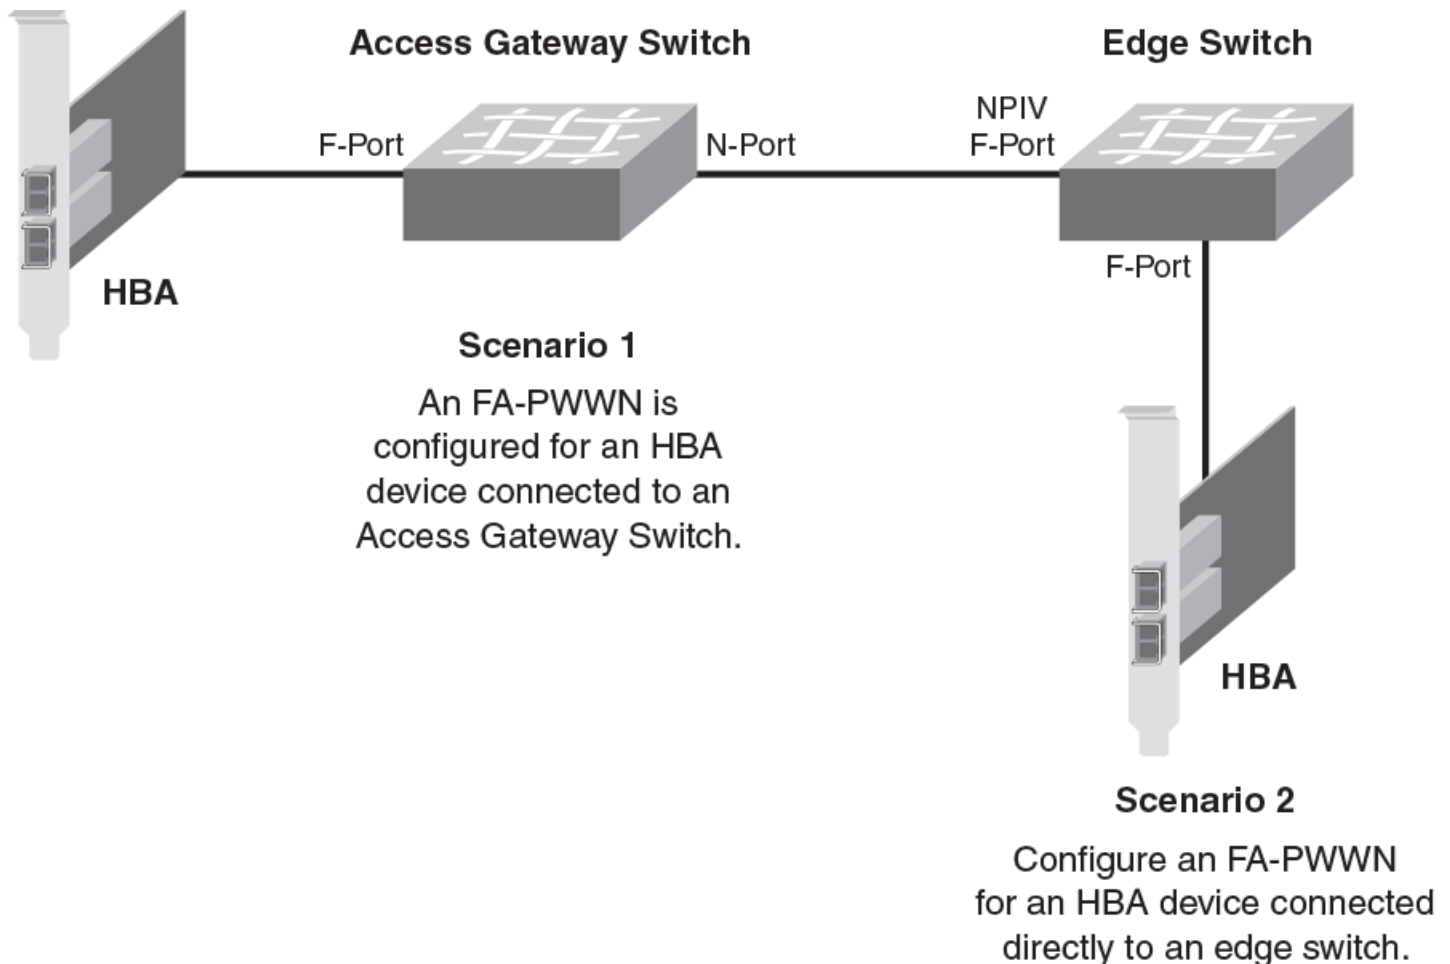 Access Gateway Switch
Edge Switch
F-Port
N-Port
NPIV
F-Port
F-Port
HBA
Scenario 1
An FA-PWWN is
configured for an HBA
device connected to an
Access Gateway Switch.
HBA
Scenario 2
Configure an FA-PWWN
for an HBA device connected
directly to an edge switch.